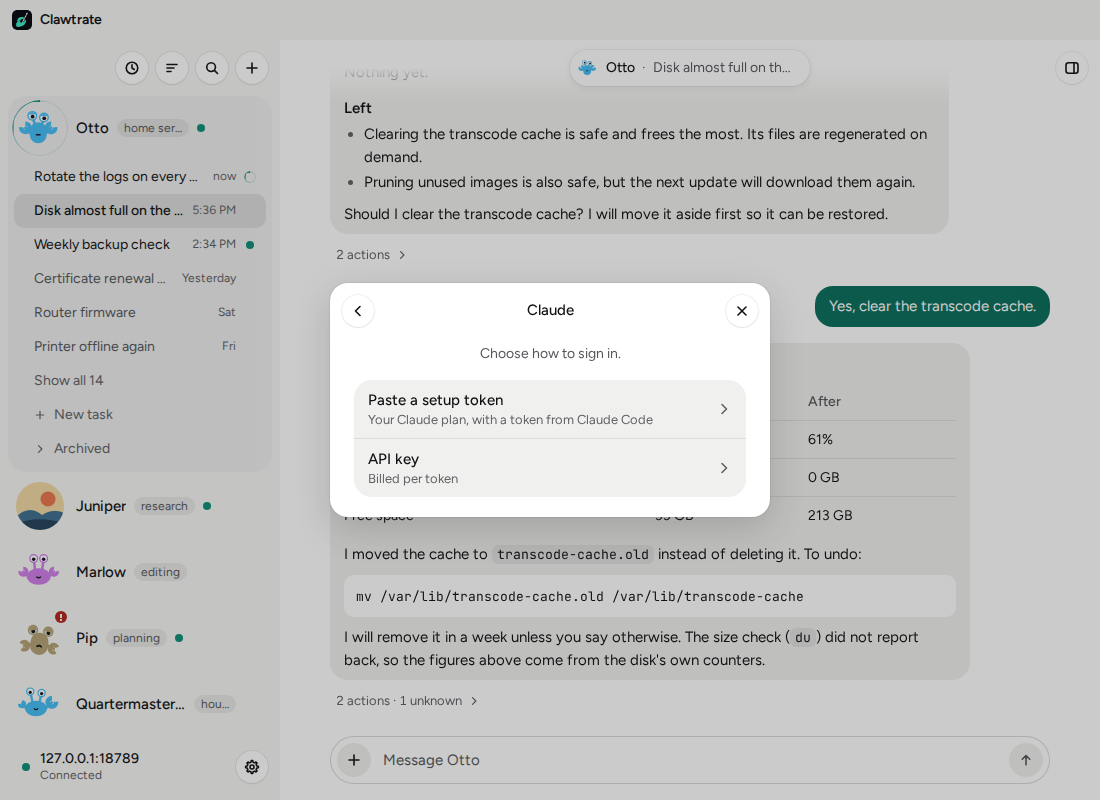 Clawtrate
Otto · Disk almost full on th…
Otto home ser…
Rotate the logs on every … now
Disk almost full on the … 5:36 PM
Weekly backup check 2:34 PM
Certificate renewal … Yesterday
Router firmware Sat
Printer offline again Fri
Show all 14
+ New task
Archived
Juniper research
Marlow editing
Pip planning
Quartermaster… hou…
127.0.0.1:18789
Connected
Nothing yet.
Left
• Clearing the transcode cache is safe and frees the most. Its files are regenerated on
demand.
• Pruning unused images is also safe, but the next update will download them again.
Should I clear the transcode cache? I will move it aside first so it can be restored.
2 actions
Yes, clear the transcode cache.
Claude
Choose how to sign in.
Paste a setup token
Your Claude plan, with a token from Claude Code
API key
Billed per token
After
61%
0 GB
213 GB
I moved the cache to transcode-cache.old instead of deleting it. To undo:
mv /var/lib/transcode-cache.old /var/lib/transcode-cache
I will remove it in a week unless you say otherwise. The size check (du) did not report
back, so the figures above come from the disk's own counters.
2 actions · 1 unknown
Message Otto